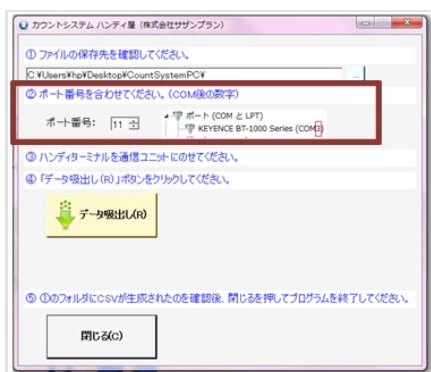 カウントシステム ハンディ屋 (株式会社サザンプラン)
① ファイルの保存先を確認してください。
C:¥Users¥hp¥Desktop¥CountSystemPC¥
...
② ポート番号を合わせてください。(COM後の数字)
ポート番号: 11
ポート (COM と LPT)
KEYENCE BT-1000 Series (COM3)
③ ハンディターミナルを通信ユニットにのせてください。
④ 「データ吸出し(R)」ボタンをクリックしてください。
データ吸出し(R)
⑤ ①のフォルダにCSVが生成されたのを確認後、閉じるを押してプログラムを終了してください。
閉じる(C)